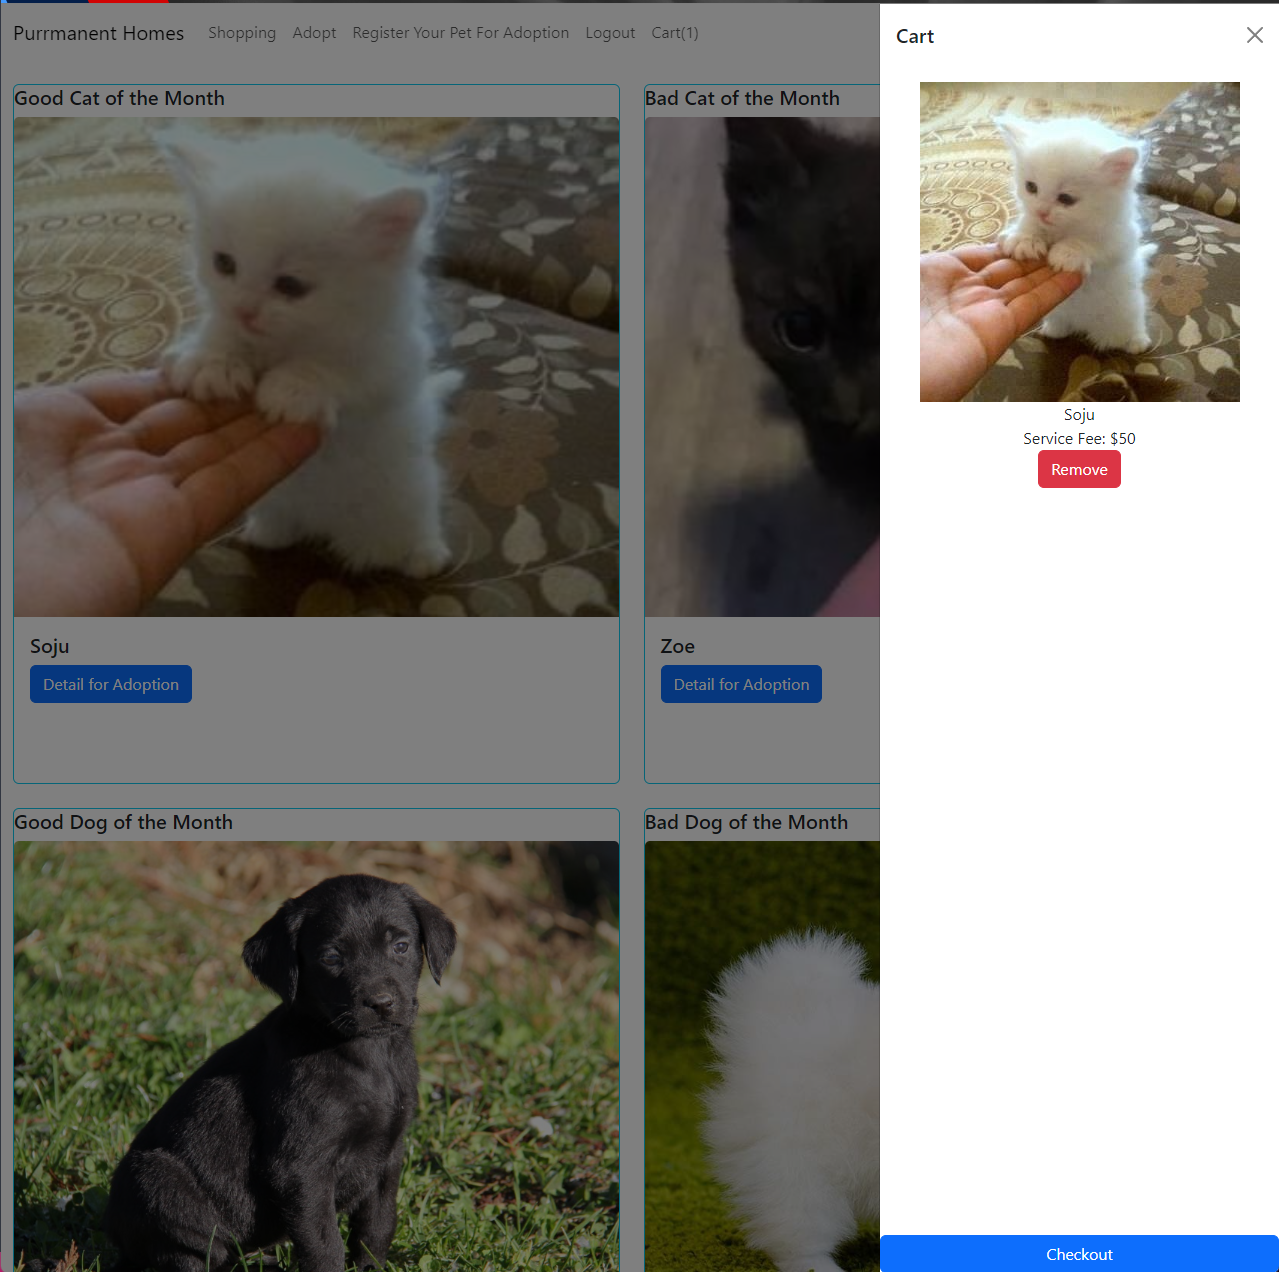 Purrmanent Homes Shopping Adopt Register Your Pet For Adoption Logout Cart(1)
Good Cat of the Month
Soju
Detail for Adoption
Bad Cat of the Month
Zoe
Detail for Adoption
Good Dog of the Month
Bad Dog of the Month
Cart
Soju
Service Fee: $50
Remove
Checkout